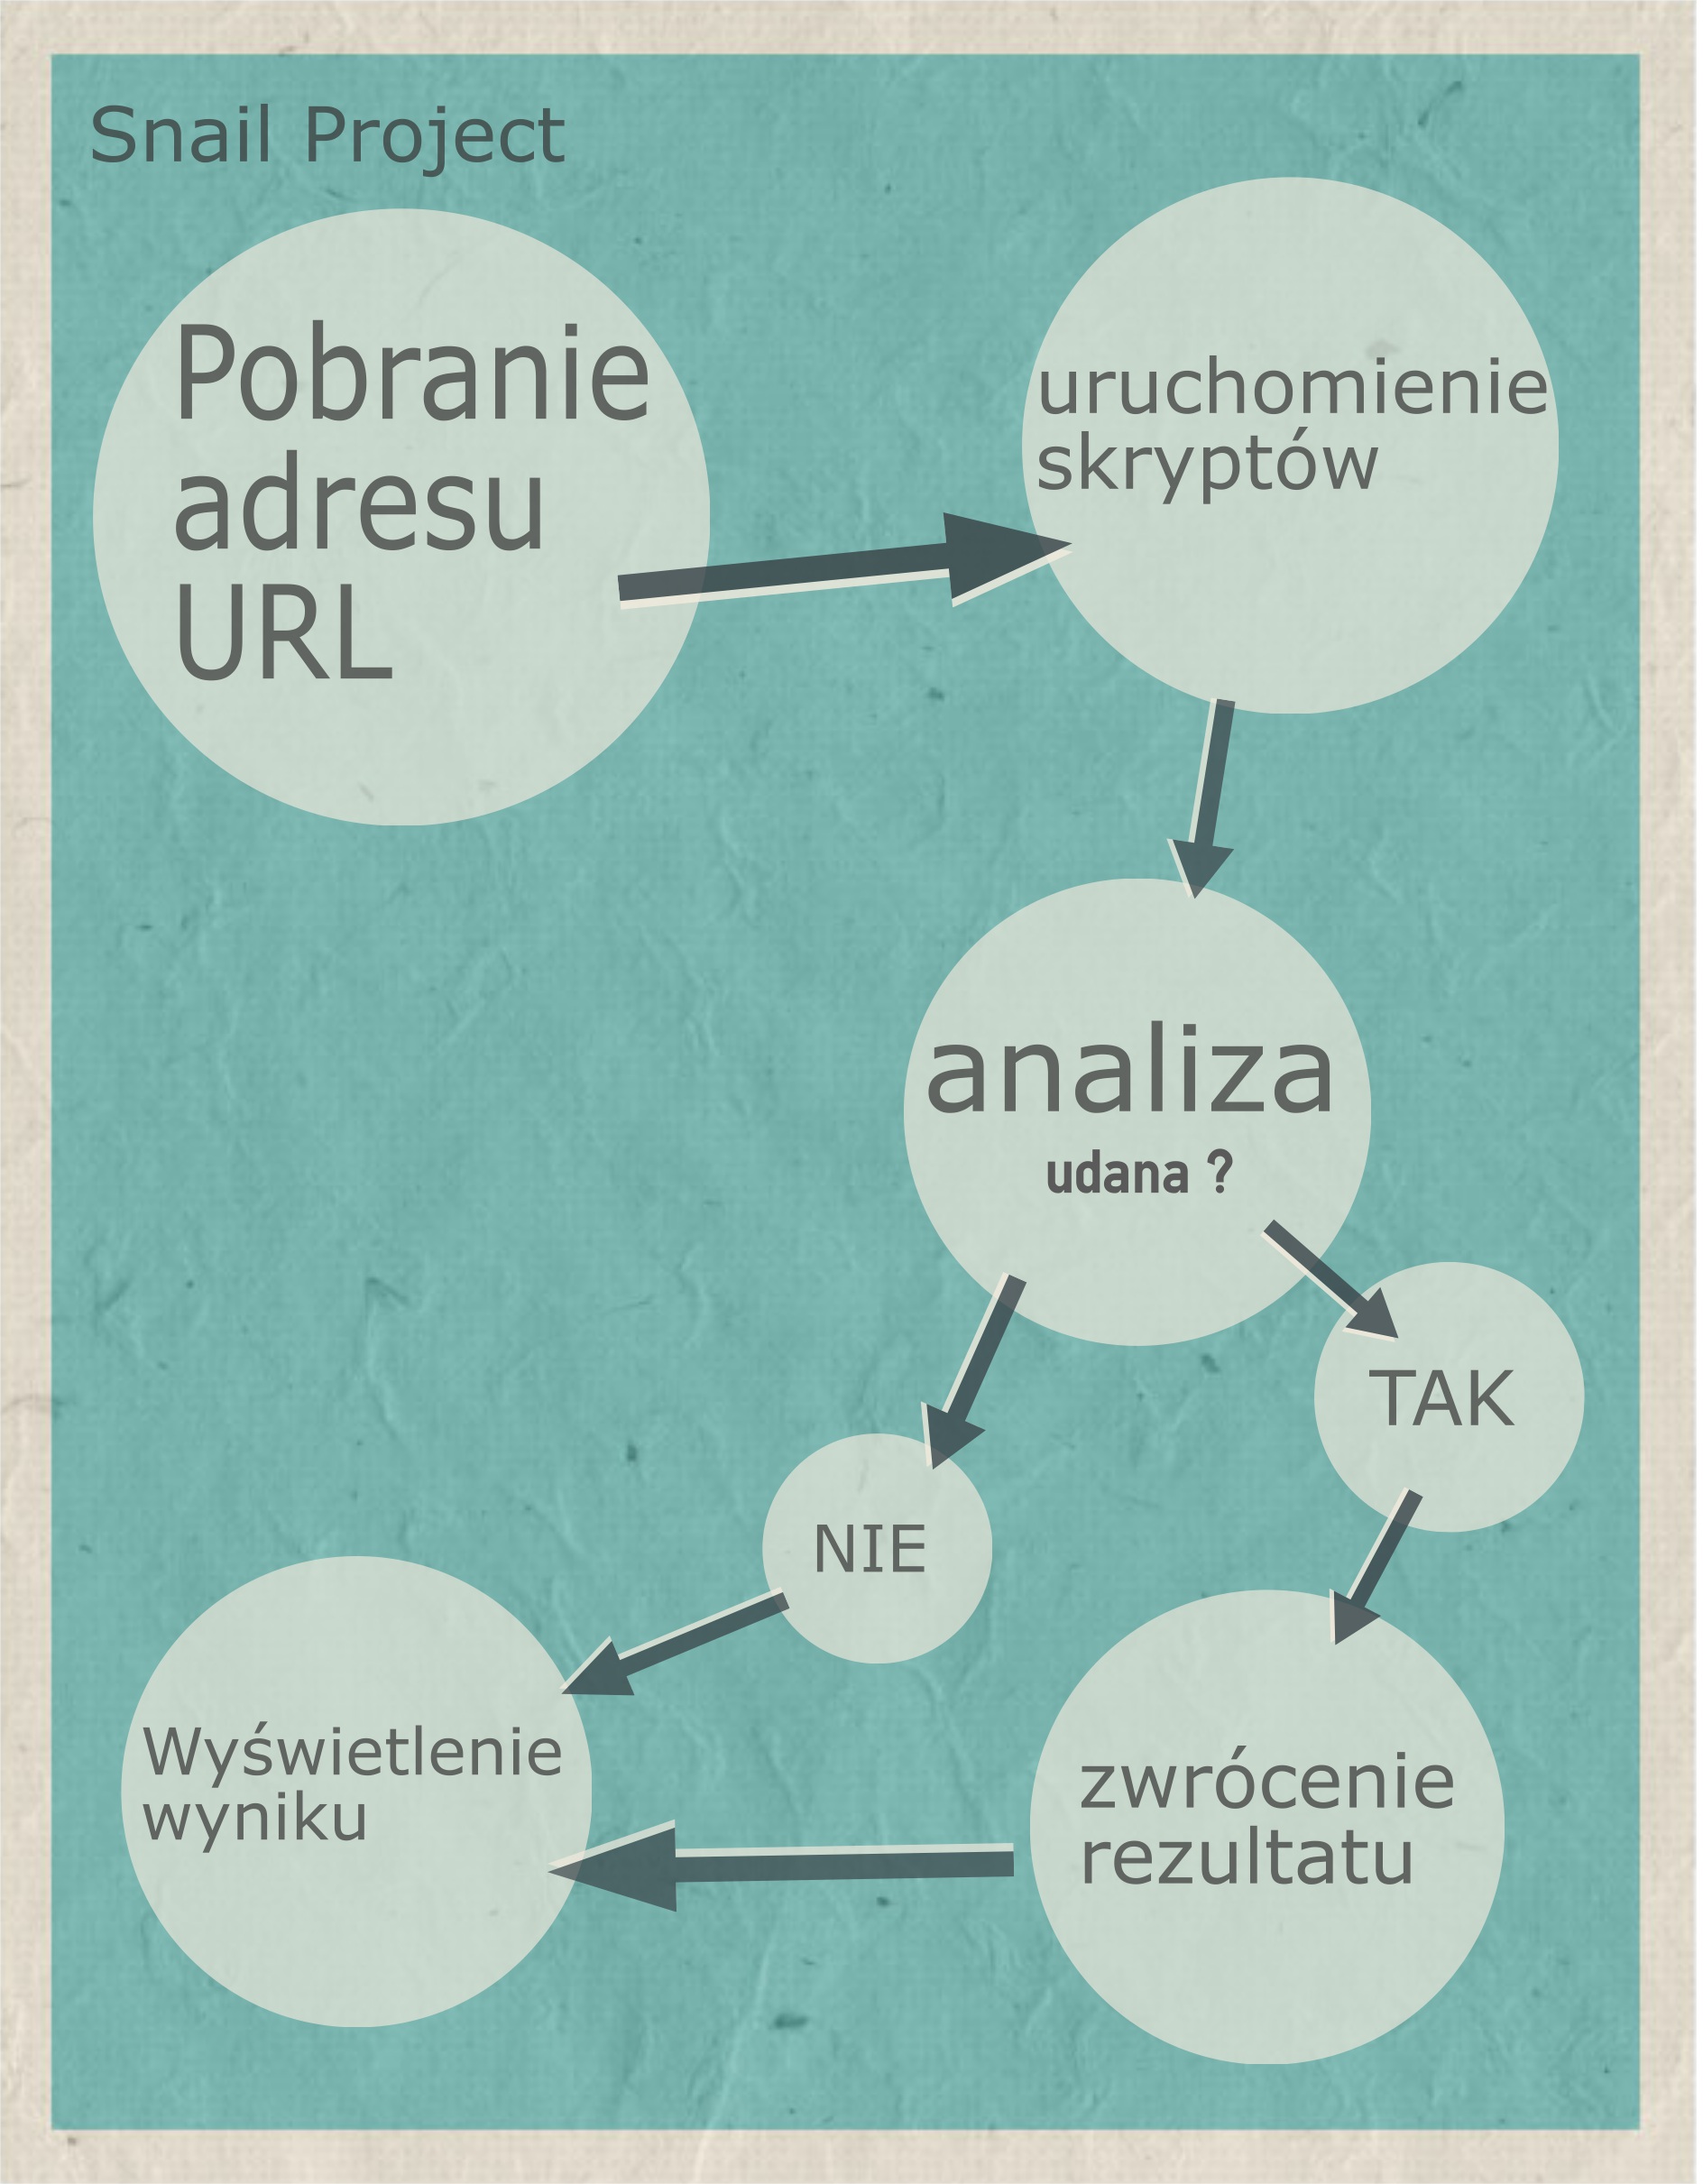 Snail Project
Pobranie
adresu
URL
uruchomienie
skryptów
analiza
udana ?
TAK
NIE
Wyświetlenie
wyniku
zwrócenie
rezultatu